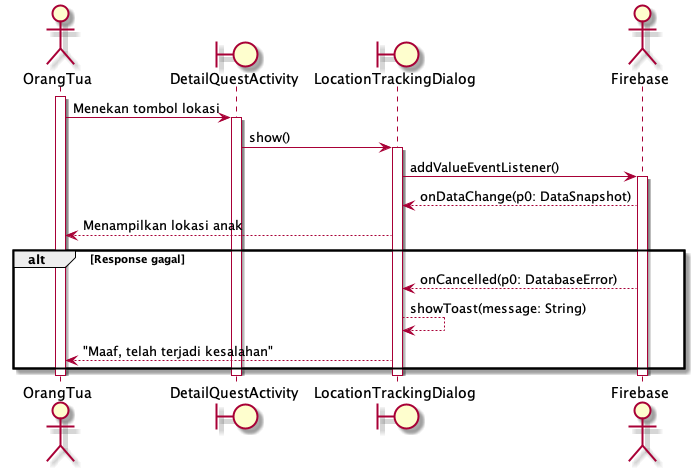 OrangTua DetailQuestActivity LocationTrackingDialog Firebase
Menekan tombol lokasi
show()
addValueEventListener()
onDataChange(p0: DataSnapshot)
Menampilkan lokasi anak
alt [Response gagal]
onCancelled(p0: DatabaseError)
showToast(message: String)
"Maaf, telah terjadi kesalahan"
OrangTua DetailQuestActivity LocationTrackingDialog Firebase